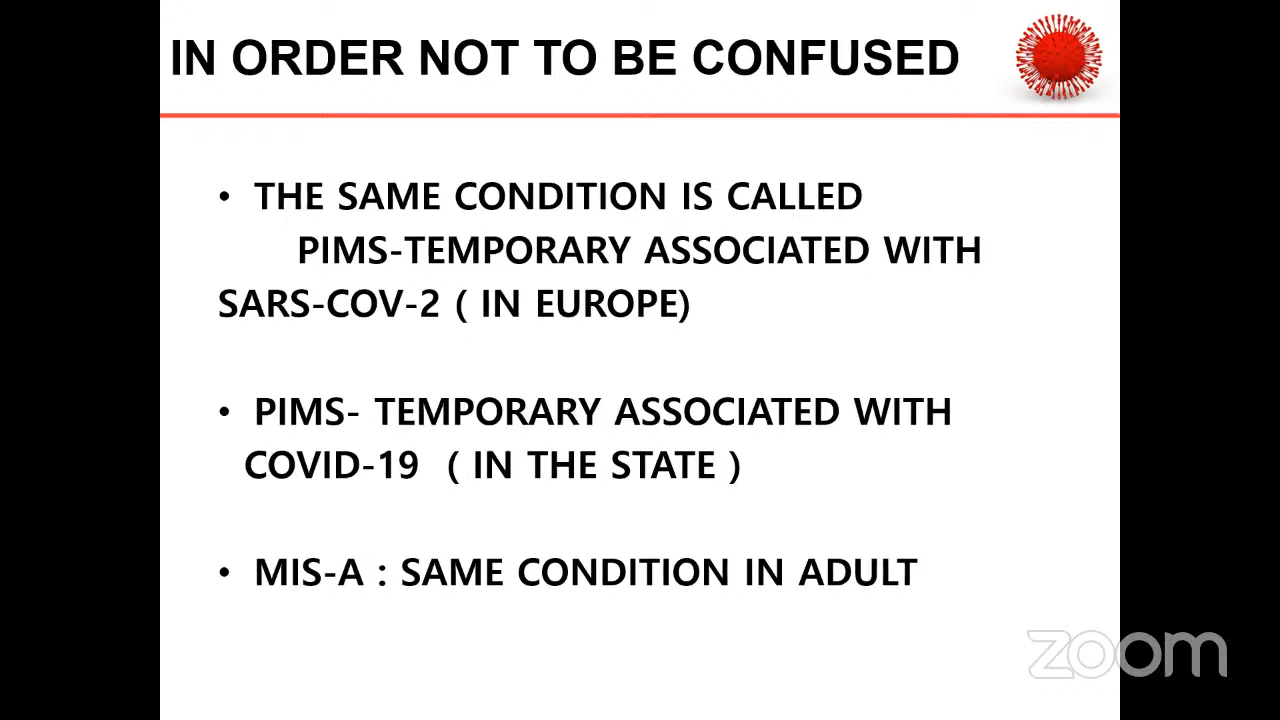 IN ORDER NOT TO BE CONFUSED
• THE SAME CONDITION IS CALLED
PIMS-TEMPORARY ASSOCIATED WITH
SARS-COV-2 ( IN EUROPE)
• PIMS- TEMPORARY ASSOCIATED WITH
COVID-19 ( IN THE STATE )
• MIS-A : SAME CONDITION IN ADULT
zoom